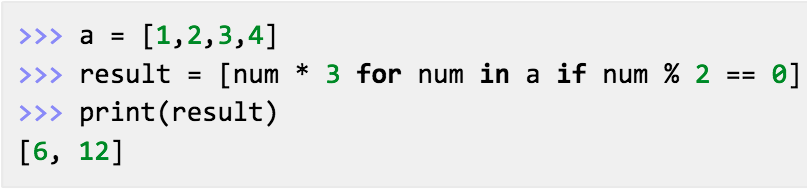 >>> a = [1,2,3,4]
>>> result = [num * 3 for num in a if num % 2 == 0]
>>> print(result)
[6, 12]